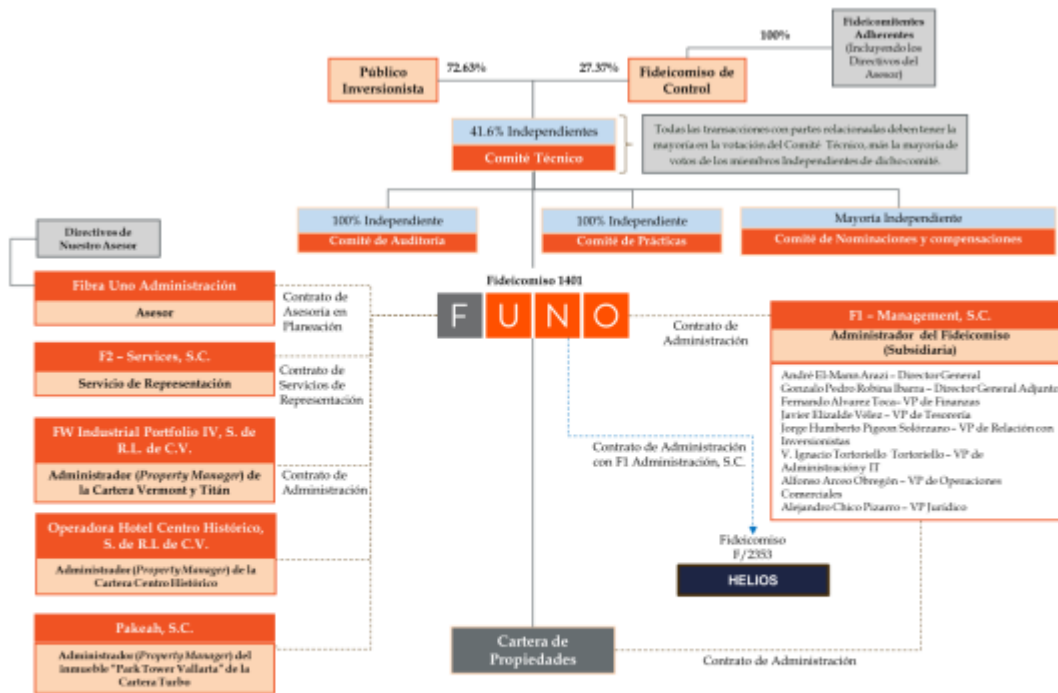 Fideicomitentes
Adherentes
(Incluyendo los
Directivos del
Asesor)
100%
Público
Inversionista
72.63%
27.37%
Fideicomiso de
Control
41.6% Independientes
Comité Técnico
Todas las transacciones con partes relacionadas deben tener la
mayoría en la votación del Comité Técnico, más la mayoría de
votos de los miembros Independientes de dicho comité.
100% Independiente
Comité de Auditoría
100% Independiente
Comité de Prácticas
Mayoría Independiente
Comité de Nominaciones y compensaciones
Directivos de
Nuestro Asesor
Fideicomiso 1401
FUNO
Fibra Uno Administración
Asesor
Contrato de
Asesoría en
Planeación
F2 – Services, S.C.
Servicio de Representación
Contrato de
Servicios de
Representación
FW Industrial Portfolio IV, S. de
R.L. de C.V.
Administrador (Property Manager) de
la Cartera Vermont y Titán
Contrato de
Administración
Operadora Hotel Centro Histórico,
S. de R.L de C.V.
Administrador (Property Manager) de la
Cartera Centro Histórico
Pakeah, S.C.
Administrador (Property Manager) del
inmueble "Park Tower Vallarta" de la
Cartera Turbo
Contrato de
Administración
F1 – Management, S.C.
Administrador del Fideicomiso
(Subsidiaria)
André El-Mann Arazi – Director General
Gonzalo Pedro Robina Ibarra – Director General Adjunto
Fernando Alvarez Toca– VP de Finanzas
Javier Elizalde Vélez – VP de Tesorería
Jorge Humberto Pigeon Solórzano – VP de Relación con
Inversionistas
V. Ignacio Tortoriello Tortoriello – VP de
Administración y IT
Alfonso Arceo Obregón – VP de Operaciones
Comerciales
Alejandro Chico Pizarro – VP Jurídico
Contrato de Administración
con F1 Administración, S.C.
Fideicomiso
F/2353
HELIOS
Cartera de
Propiedades
Contrato de Administración